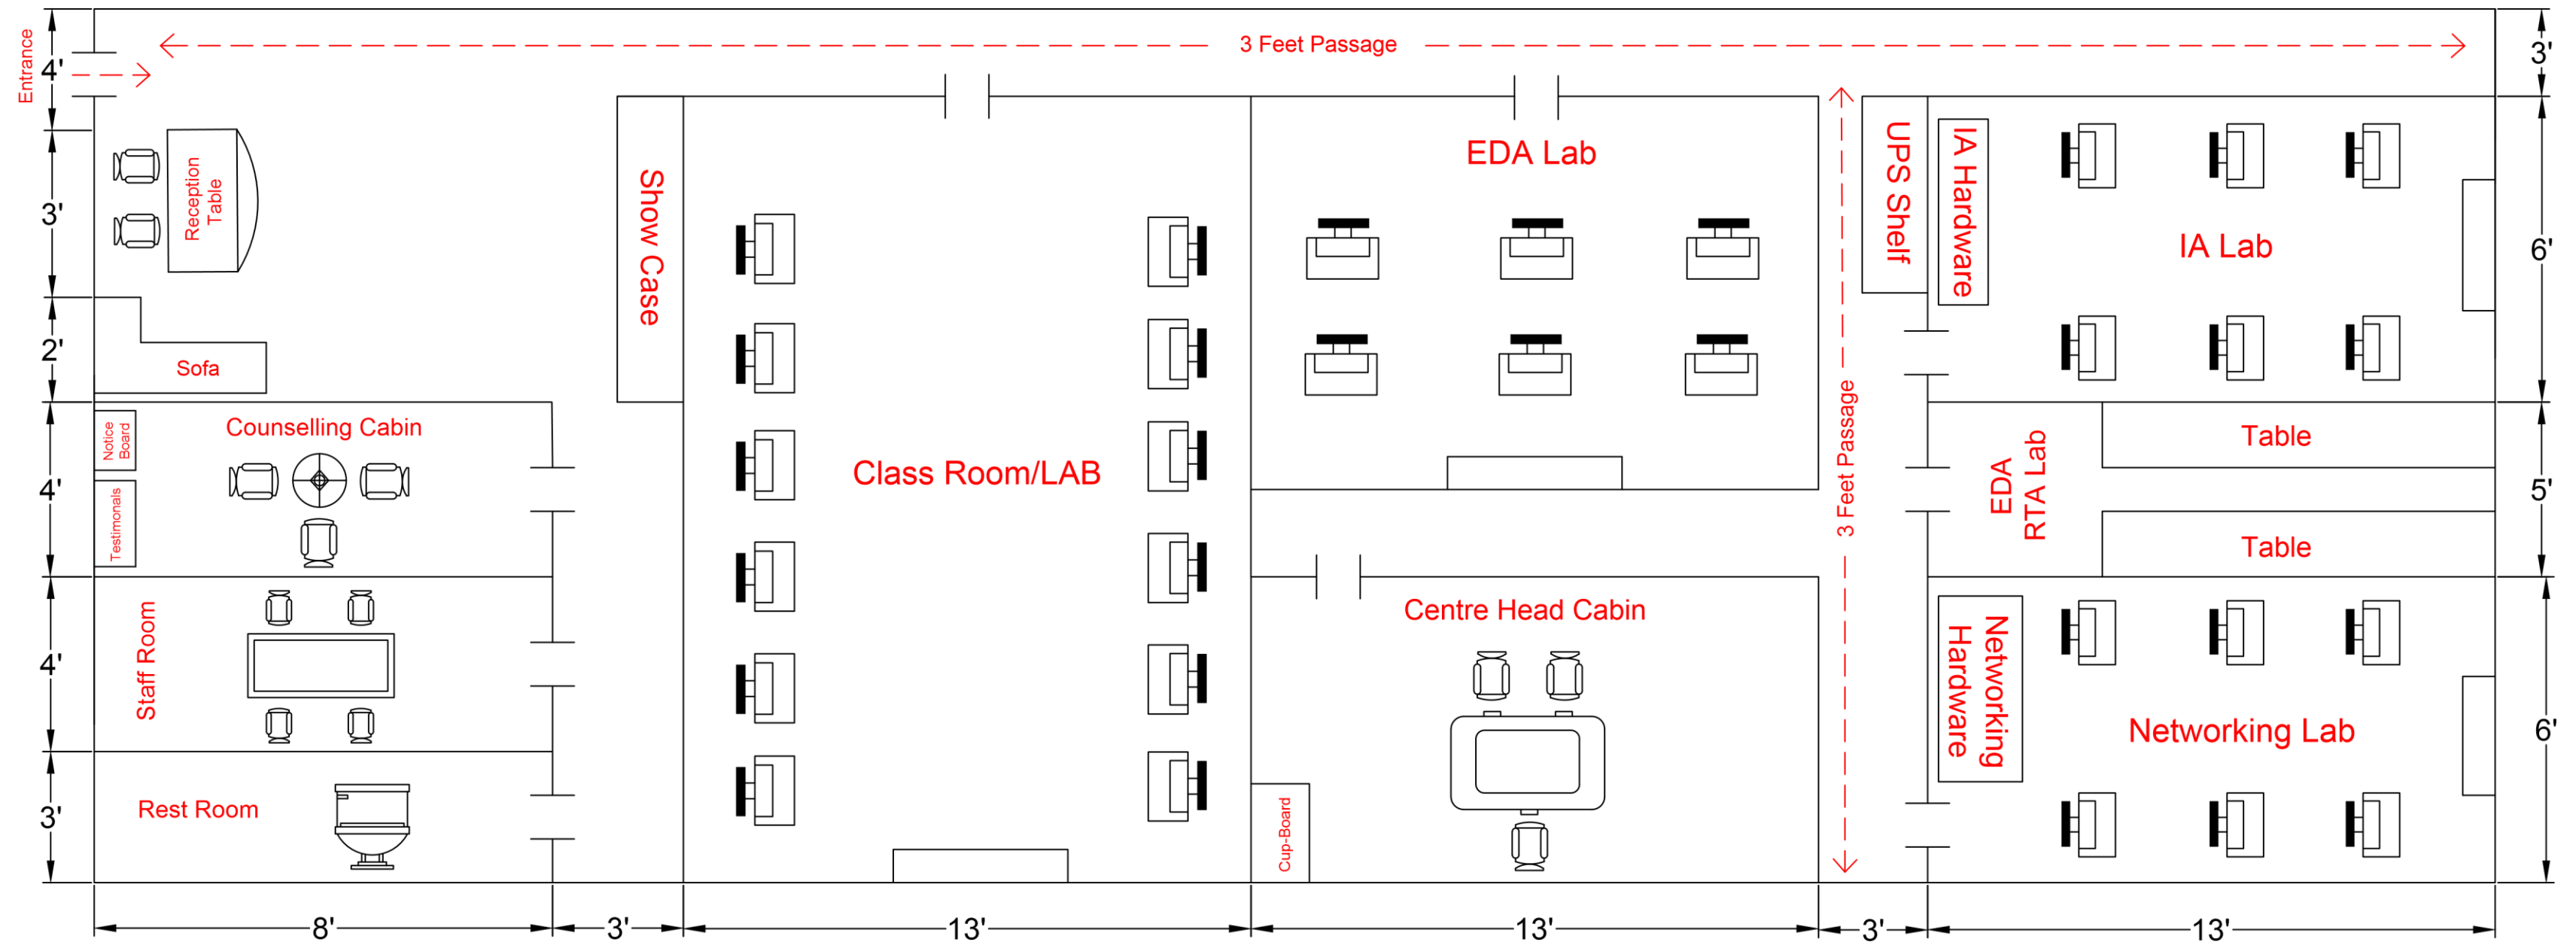 Entrance
4'
3 Feet Passage
3'
Reception
Table
3'
2'
Sofa
Show Case
Class Room/LAB
EDA Lab
3 Feet Passage
UPS Shelf
IA Hardware
IA Lab
6'
Notice
Board
Testimonals
Counselling Cabin
4'
Staff Room
4'
Rest Room
3'
Centre Head Cabin
Cup-Board
EDA
RTA Lab
Table
Table
5'
Networking
Hardware
Networking Lab
6'
8'
3'
13'
13'
3'
13'